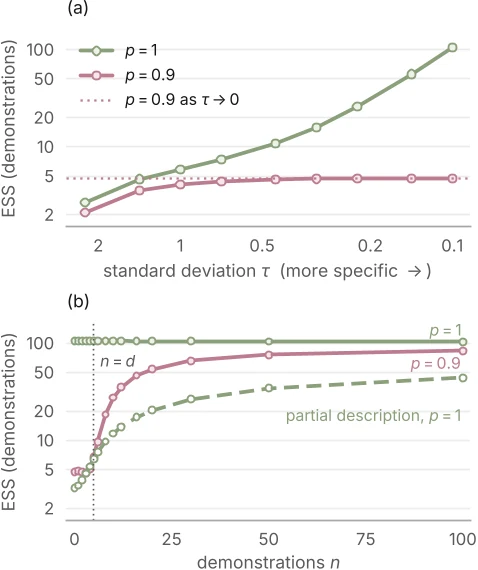 (a)
ESS (demonstrations)
100
50
20
10
5
2
p = 1
p = 0.9
p = 0.9 as τ → 0
2 1 0.5 0.2 0.1
standard deviation τ (more specific → )
(b)
ESS (demonstrations)
100
50
20
10
5
2
n = d
p = 1
p = 0.9
partial description, p = 1
0 25 50 75 100
demonstrations n